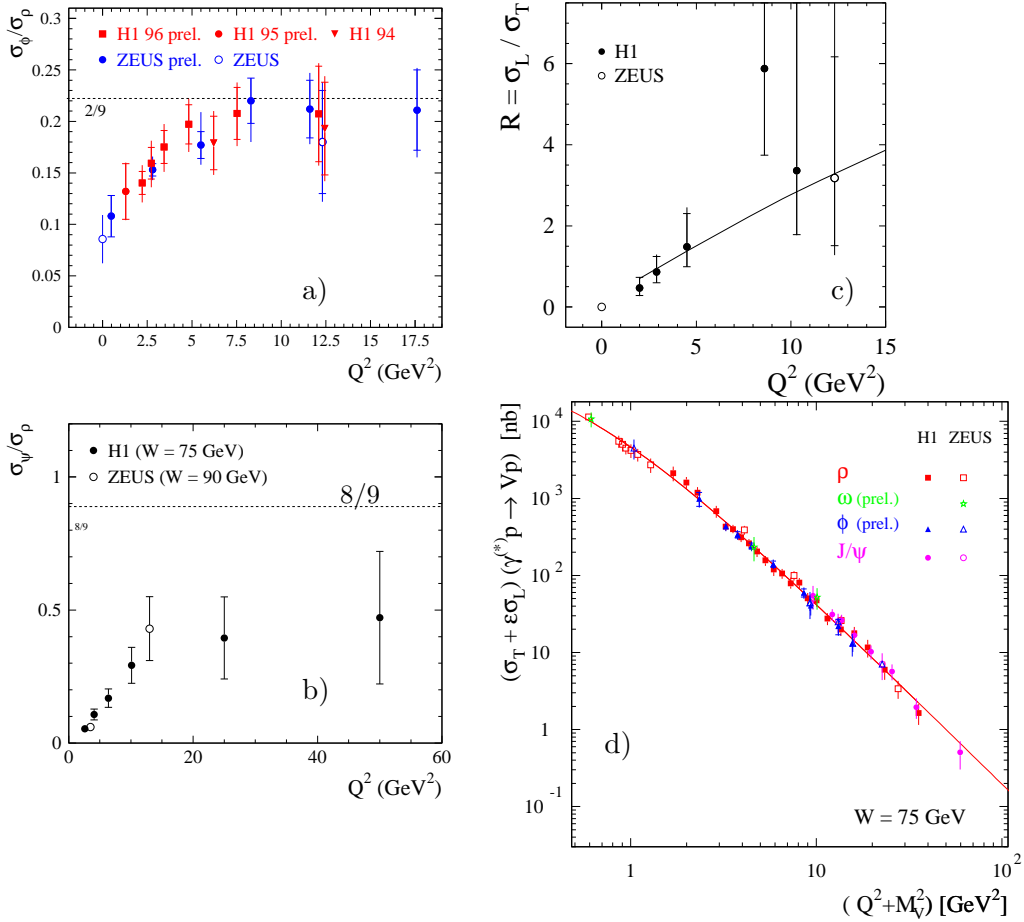 σφ/σρ
0.3
0.25
0.2
0.15
0.1
0.05
0
H1 96 prel.
H1 95 prel.
H1 94
ZEUS prel.
ZEUS
2/9
a)
0 2.5 5 7.5 10 12.5 15 17.5
Q² (GeV²)
R = σL / σT
6
4
2
0
H1
ZEUS
c)
0 5 10 15
Q² (GeV²)
σψ/σρ
1
0.5
0
H1 (W = 75 GeV)
ZEUS (W = 90 GeV)
8/9
8/9
b)
0 20 40 60
Q² (GeV²)
(σT + εσL) (γ(*)p → Vp) [nb]
10⁴
10³
10²
10
1
10⁻¹
H1 ZEUS
ρ
ω (prel.)
φ (prel.)
J/ψ
d)
W = 75 GeV
1 10 10²
( Q²+M²V) [GeV²]